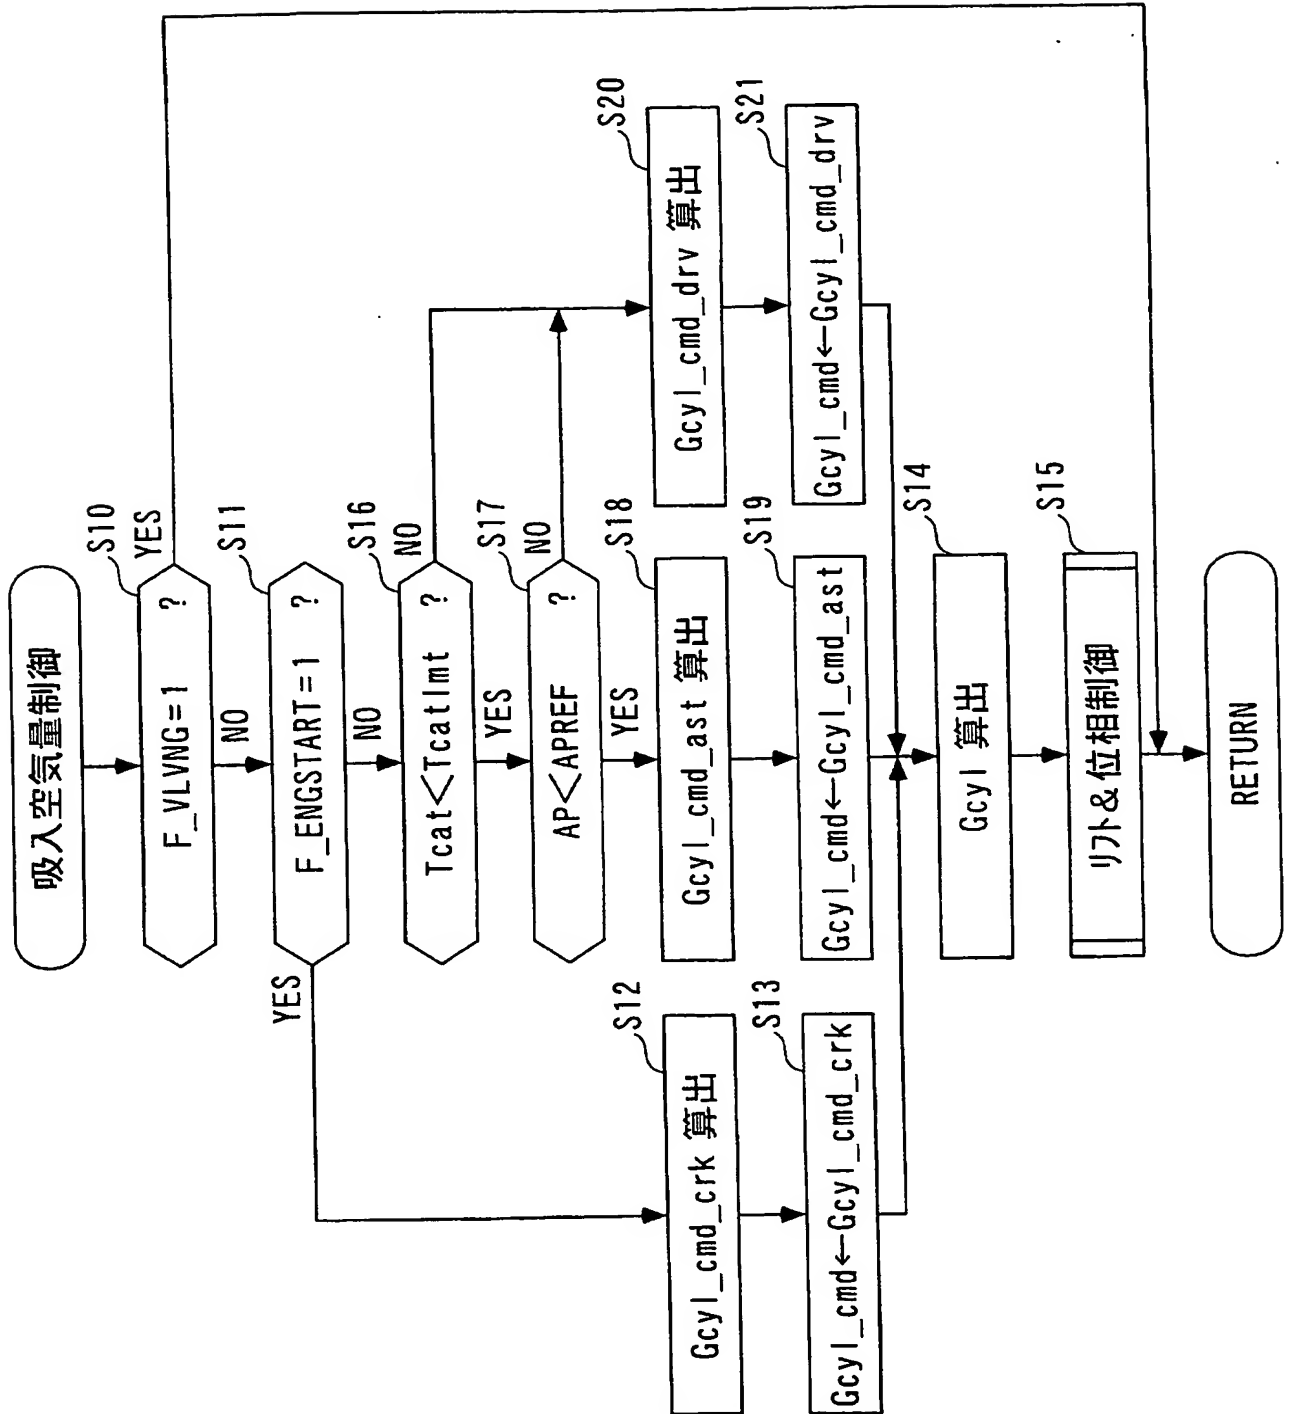 吸入空気量制御
S10
F_VLVNG=1 ?
YES
NO
S11
F_ENGSTART=1 ?
YES
NO
S16
Tcat<Tcatlmt ?
NO
YES
S17
AP<APREF ?
NO
YES
S12
Gcyl_cmd_crk 算出
S18
Gcyl_cmd_ast 算出
S20
Gcyl_cmd_drv 算出
S13
Gcyl_cmd←Gcyl_cmd_crk
S19
Gcyl_cmd←Gcyl_cmd_ast
S21
Gcyl_cmd←Gcyl_cmd_drv
S14
Gcyl 算出
S15
リフト&位相制御
RETURN